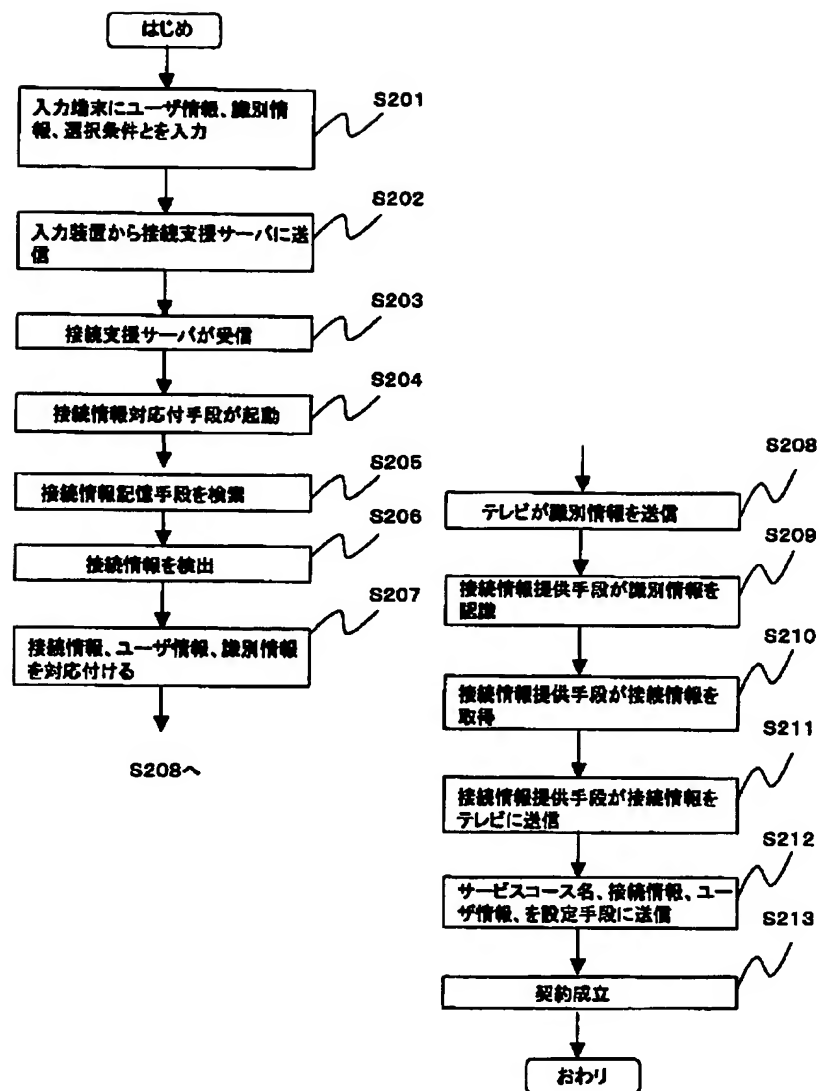 はじめ
入力端末にユーザ情報、識別情
報、選択条件とを入力
S201
S202
入力装置から接続支援サーバに送
信
S203
接続支援サーバが受信
S204
接続情報対応付手段が起動
S205
接続情報記憶手段を検索
S206
接続情報を検出
S207
接続情報、ユーザ情報、識別情報
を対応付ける
S208へ
S208
テレビが識別情報を送信
S209
接続情報提供手段が識別情報を
認識
S210
接続情報提供手段が接続情報を
取得
S211
接続情報提供手段が接続情報を
テレビに送信
S212
サービスコース名、接続情報、ユー
ザ情報、を設定手段に送信
S213
契約成立
おわり